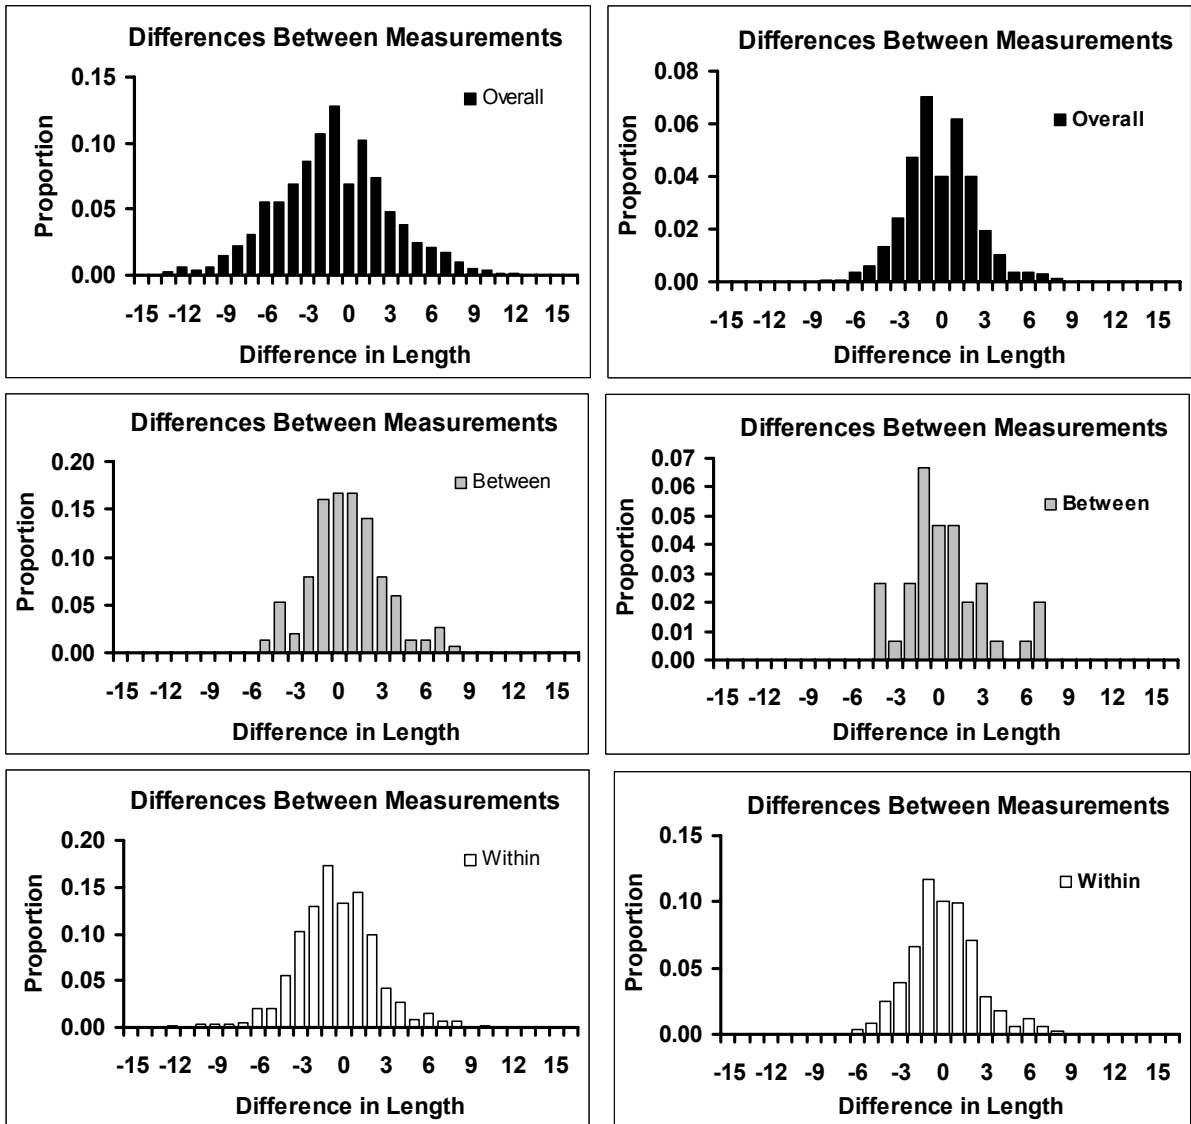 Differences Between Measurements
0.15
0.10
0.05
0.00
Proportion
Overall
-15 -12 -9 -6 -3 0 3 6 9 12 15
Difference in Length
Differences Between Measurements
0.08
0.06
0.04
0.02
0.00
Proportion
Overall
-15 -12 -9 -6 -3 0 3 6 9 12 15
Difference in Length
Differences Between Measurements
0.20
0.15
0.10
0.05
0.00
Proportion
Between
-15 -12 -9 -6 -3 0 3 6 9 12 15
Difference in Length
Differences Between Measurements
0.07
0.06
0.05
0.04
0.03
0.02
0.01
0.00
Proportion
Between
-15 -12 -9 -6 -3 0 3 6 9 12 15
Difference in Length
Differences Between Measurements
0.20
0.15
0.10
0.05
0.00
Proportion
Within
-15 -12 -9 -6 -3 0 3 6 9 12 15
Difference in Length
Differences Between Measurements
0.15
0.10
0.05
0.00
Proportion
Within
-15 -12 -9 -6 -3 0 3 6 9 12 15
Difference in Length